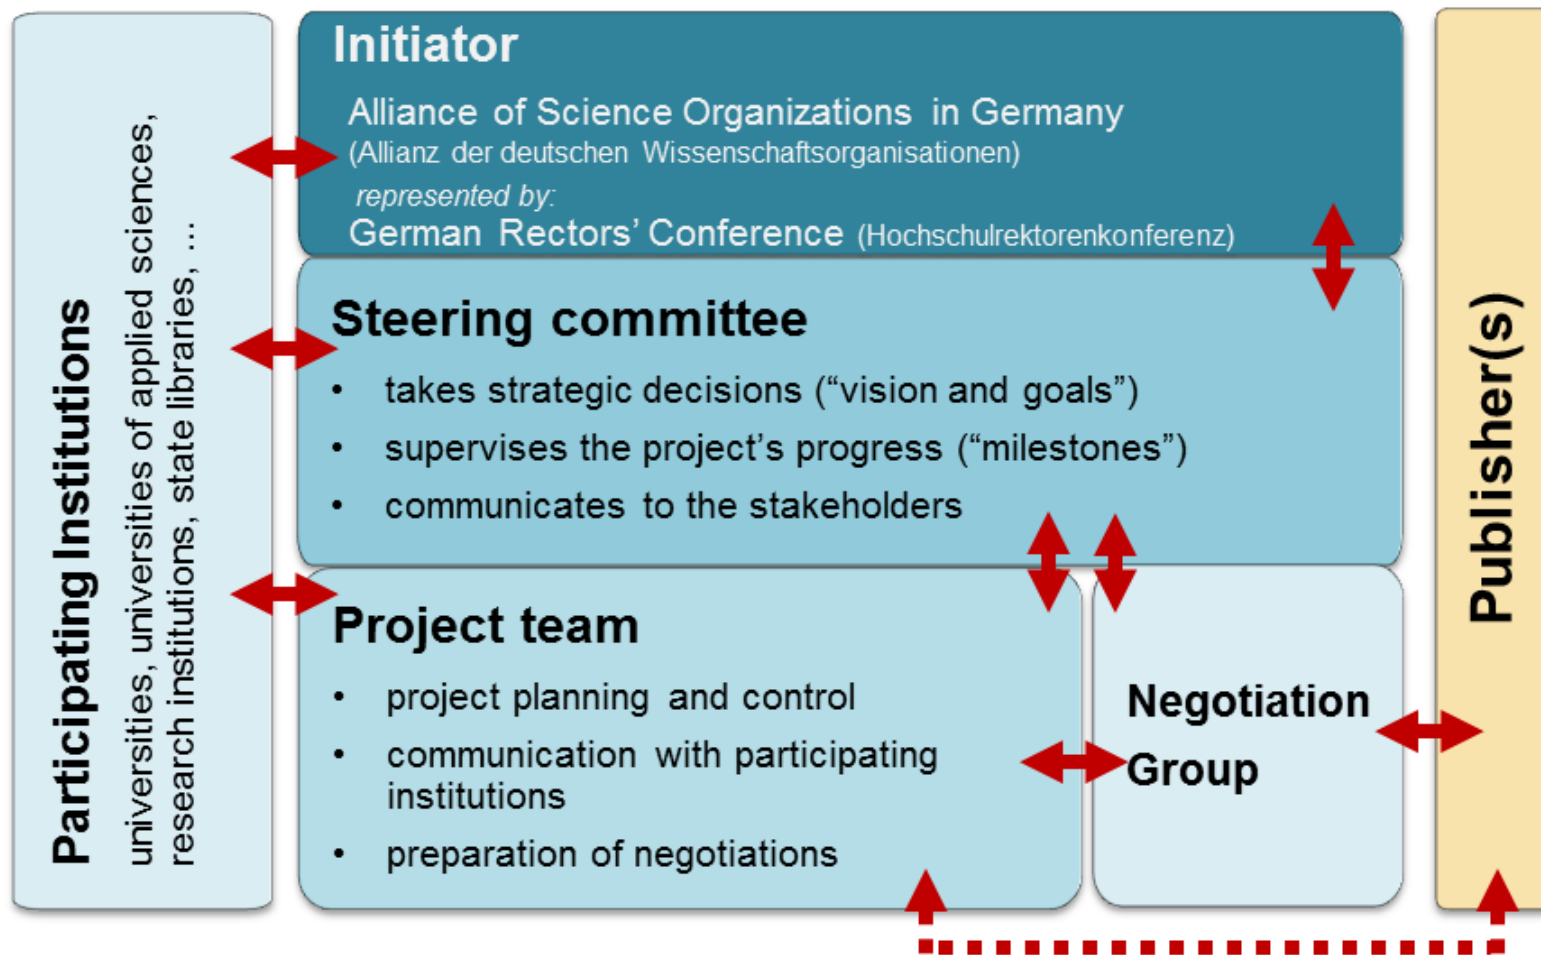 Participating Institutions
universities, universities of applied sciences,
research institutions, state libraries, ...
Initiator
Alliance of Science Organizations in Germany
(Allianz der deutschen Wissenschaftsorganisationen)
represented by:
German Rectors’ Conference (Hochschulrektorenkonferenz)
Steering committee
• takes strategic decisions (“vision and goals”)
• supervises the project’s progress (“milestones”)
• communicates to the stakeholders
Project team
• project planning and control
• communication with participating
institutions
• preparation of negotiations
Negotiation
Group
Publisher(s)